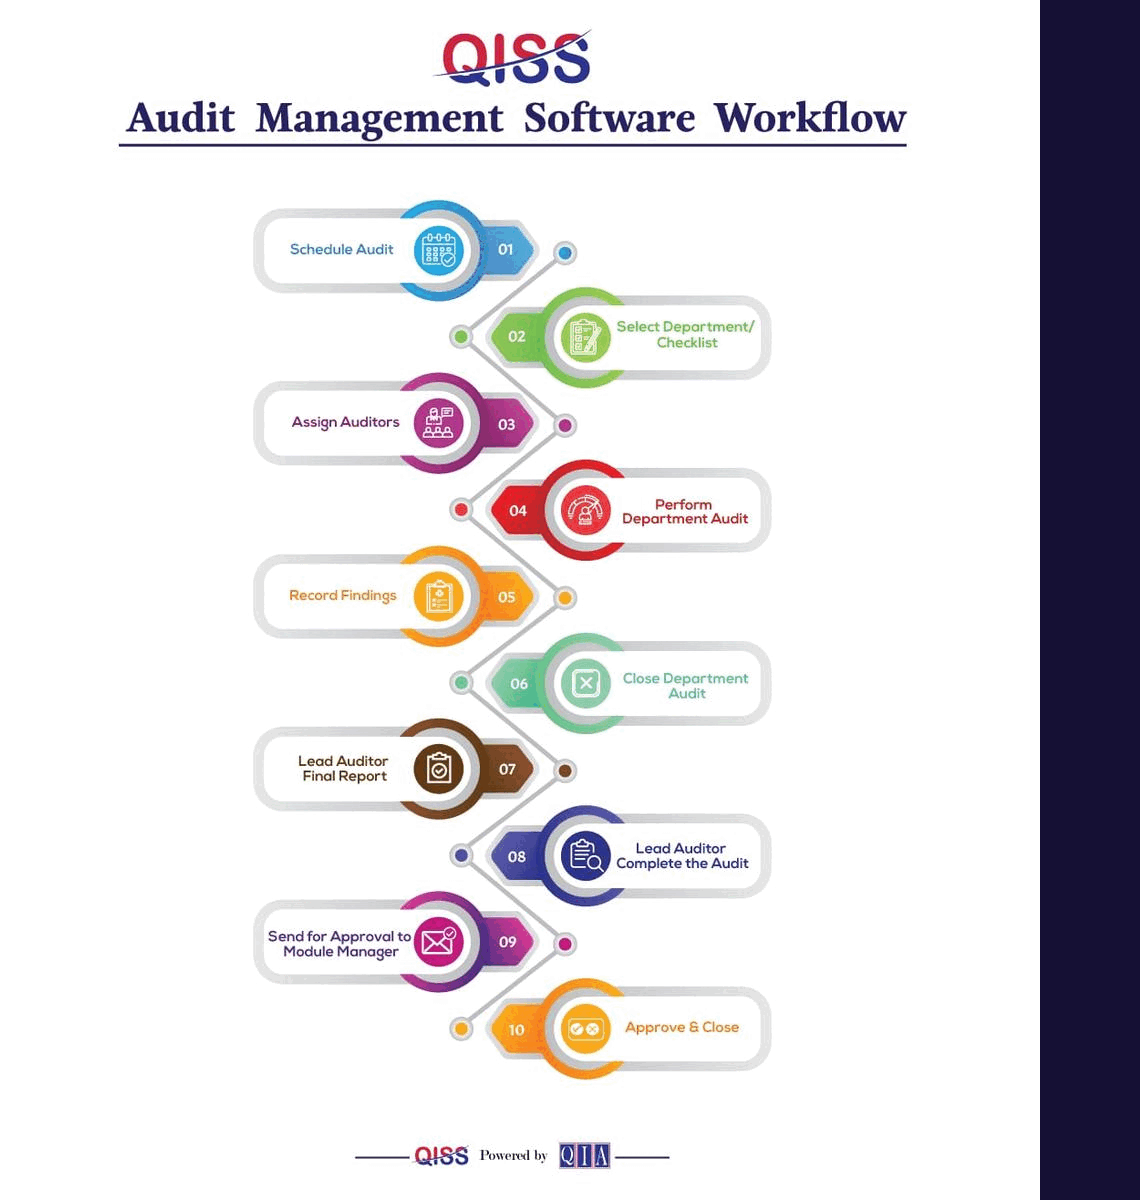 QISS
Audit Management Software Workflow
Schedule Audit
01
02
Select Department/
Checklist
Assign Auditors
03
04
Perform
Department Audit
Record Findings
05
06
Close Department
Audit
Lead Auditor
Final Report
07
08
Lead Auditor
Complete the Audit
Send for Approval to
Module Manager
09
10
Approve & Close
QISS Powered by QIA